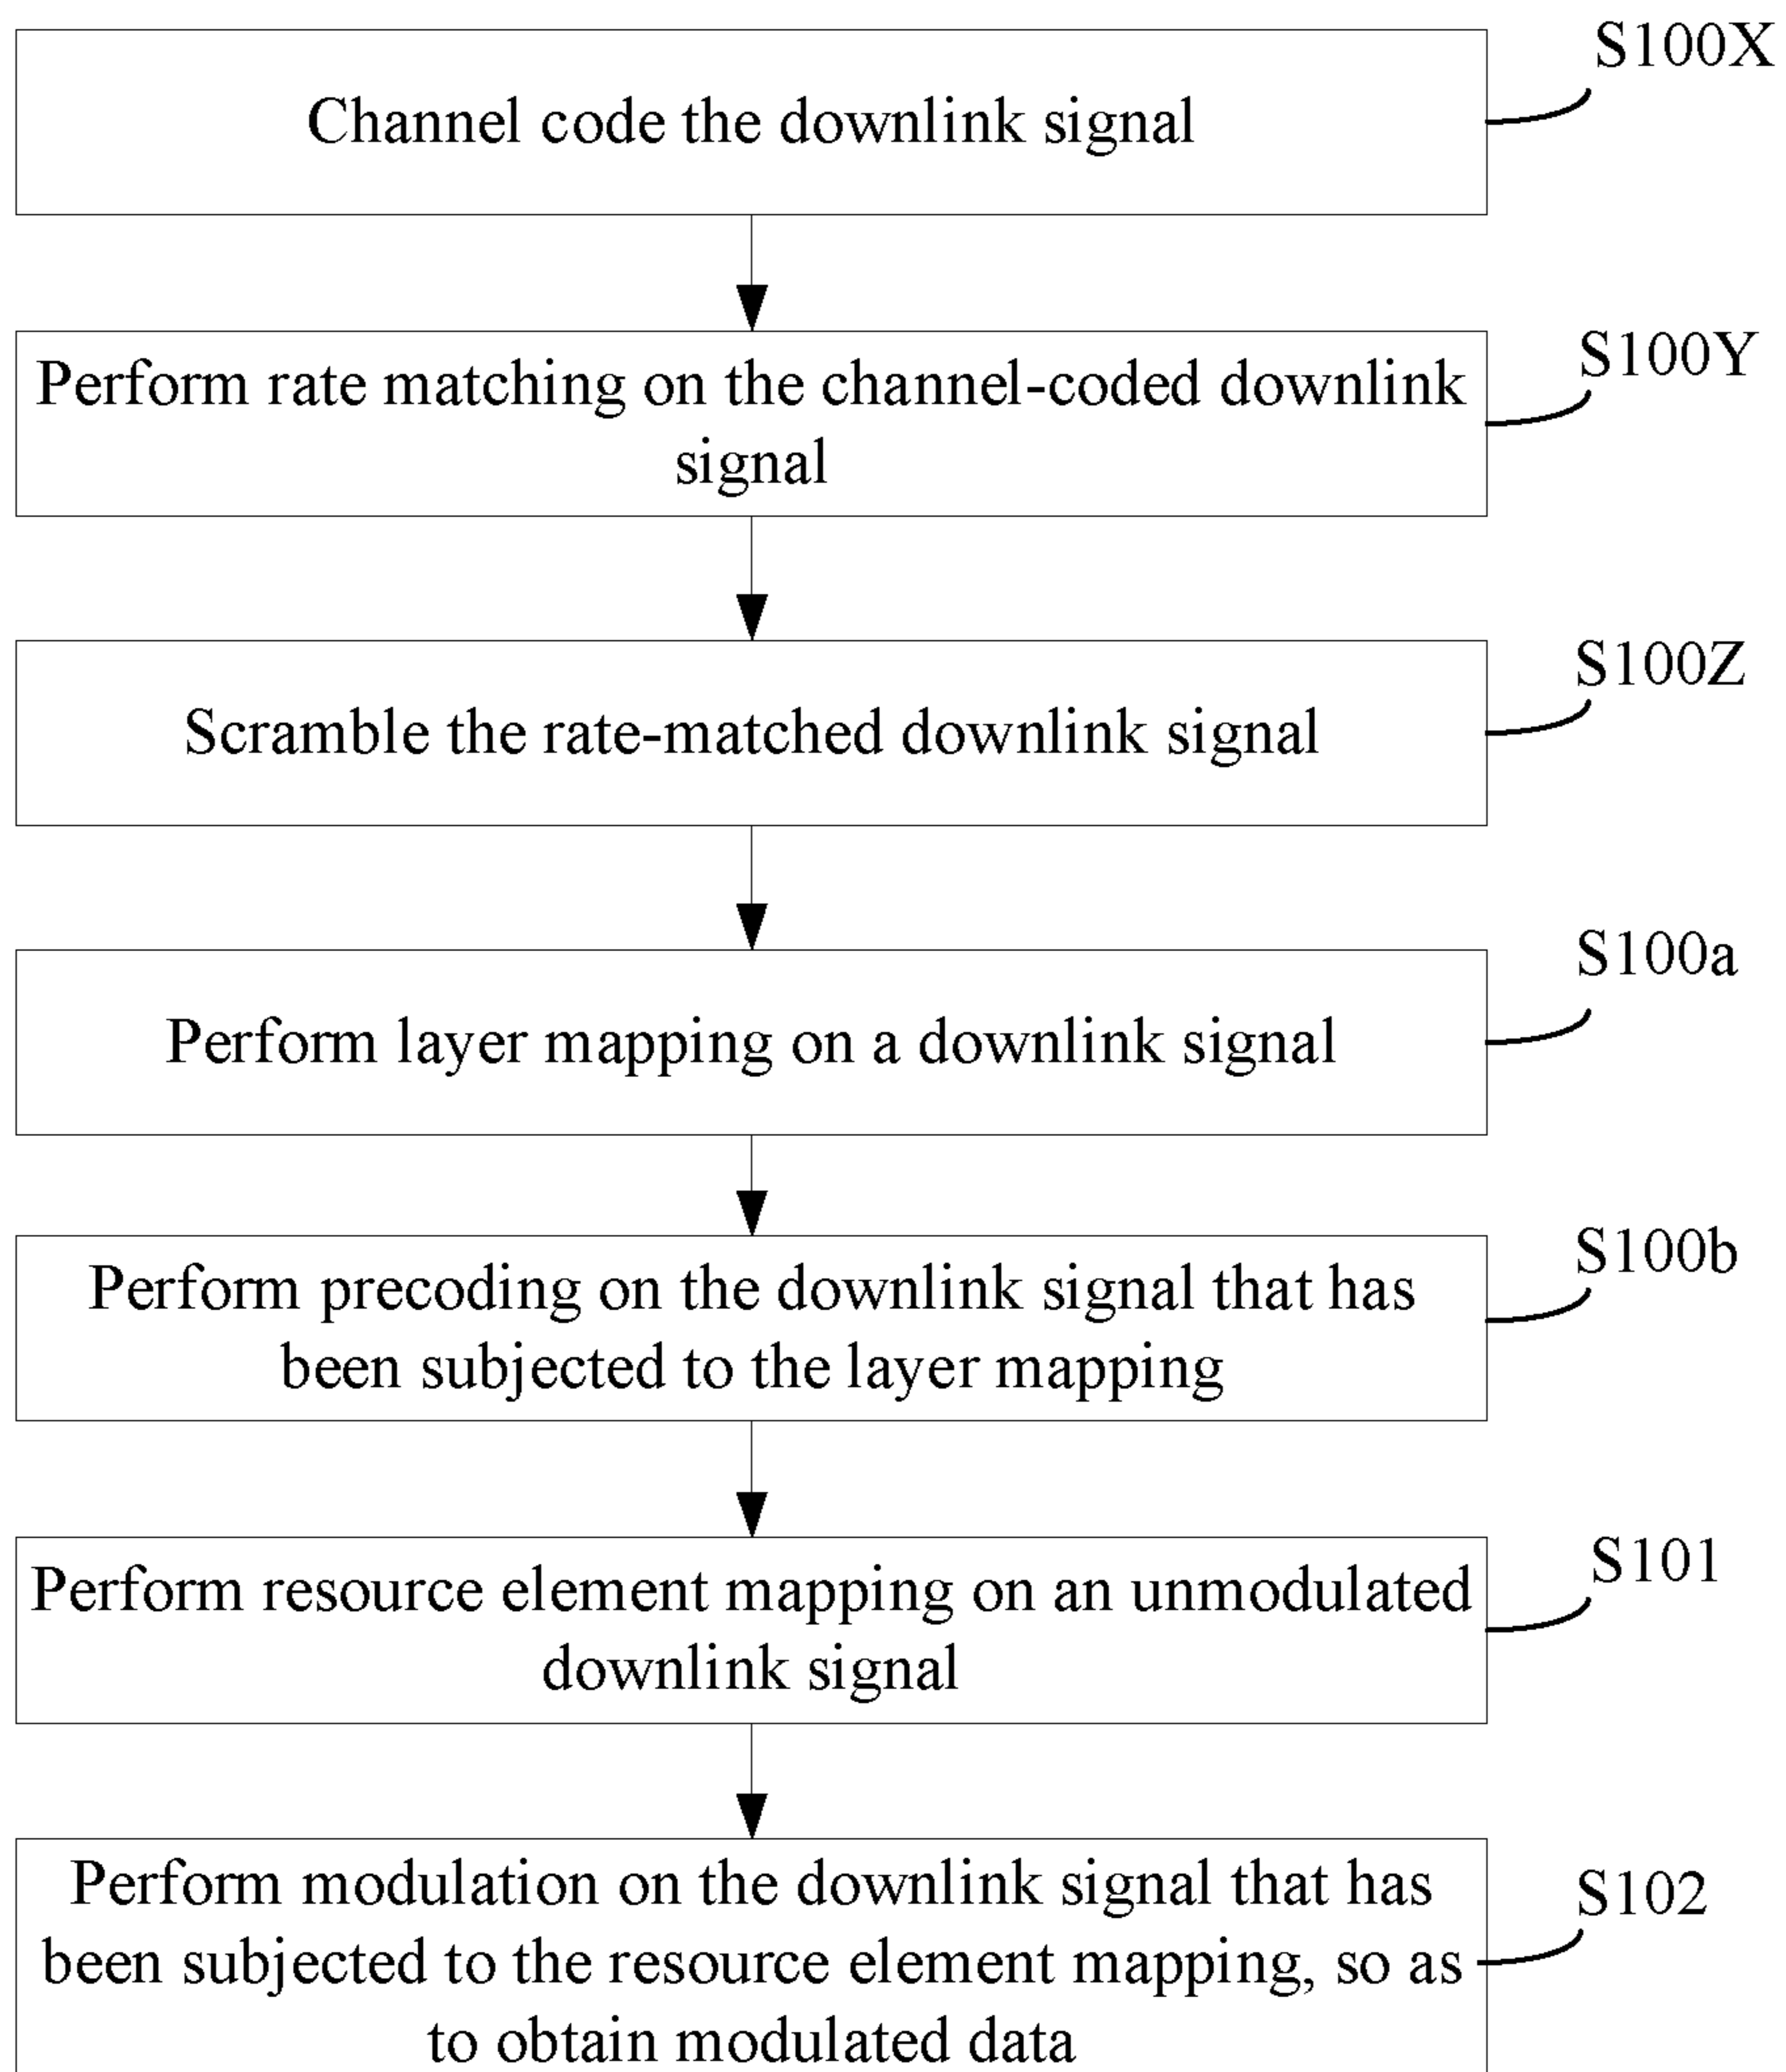 S100X
Channel code the downlink signal
S100Y
Perform rate matching on the channel-coded downlink
signal
S100Z
Scramble the rate-matched downlink signal
S100a
Perform layer mapping on a downlink signal
S100b
Perform precoding on the downlink signal that has
been subjected to the layer mapping
S101
Perform resource element mapping on an unmodulated
downlink signal
S102
Perform modulation on the downlink signal that has
been subjected to the resource element mapping, so as
to obtain modulated data